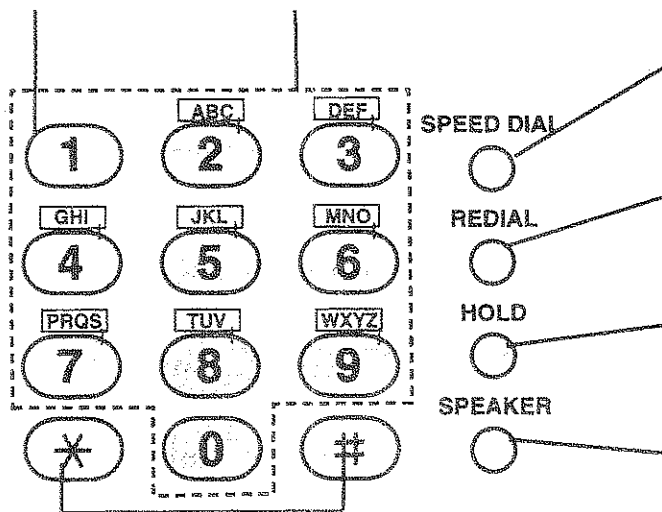 ABC DEF
SPEED DIAL
1 2 3
GHI JKL MNO
REDIAL
4 5 6
PRQS TUV WXYZ
HOLD
7 8 9
SPEAKER
* 0 #